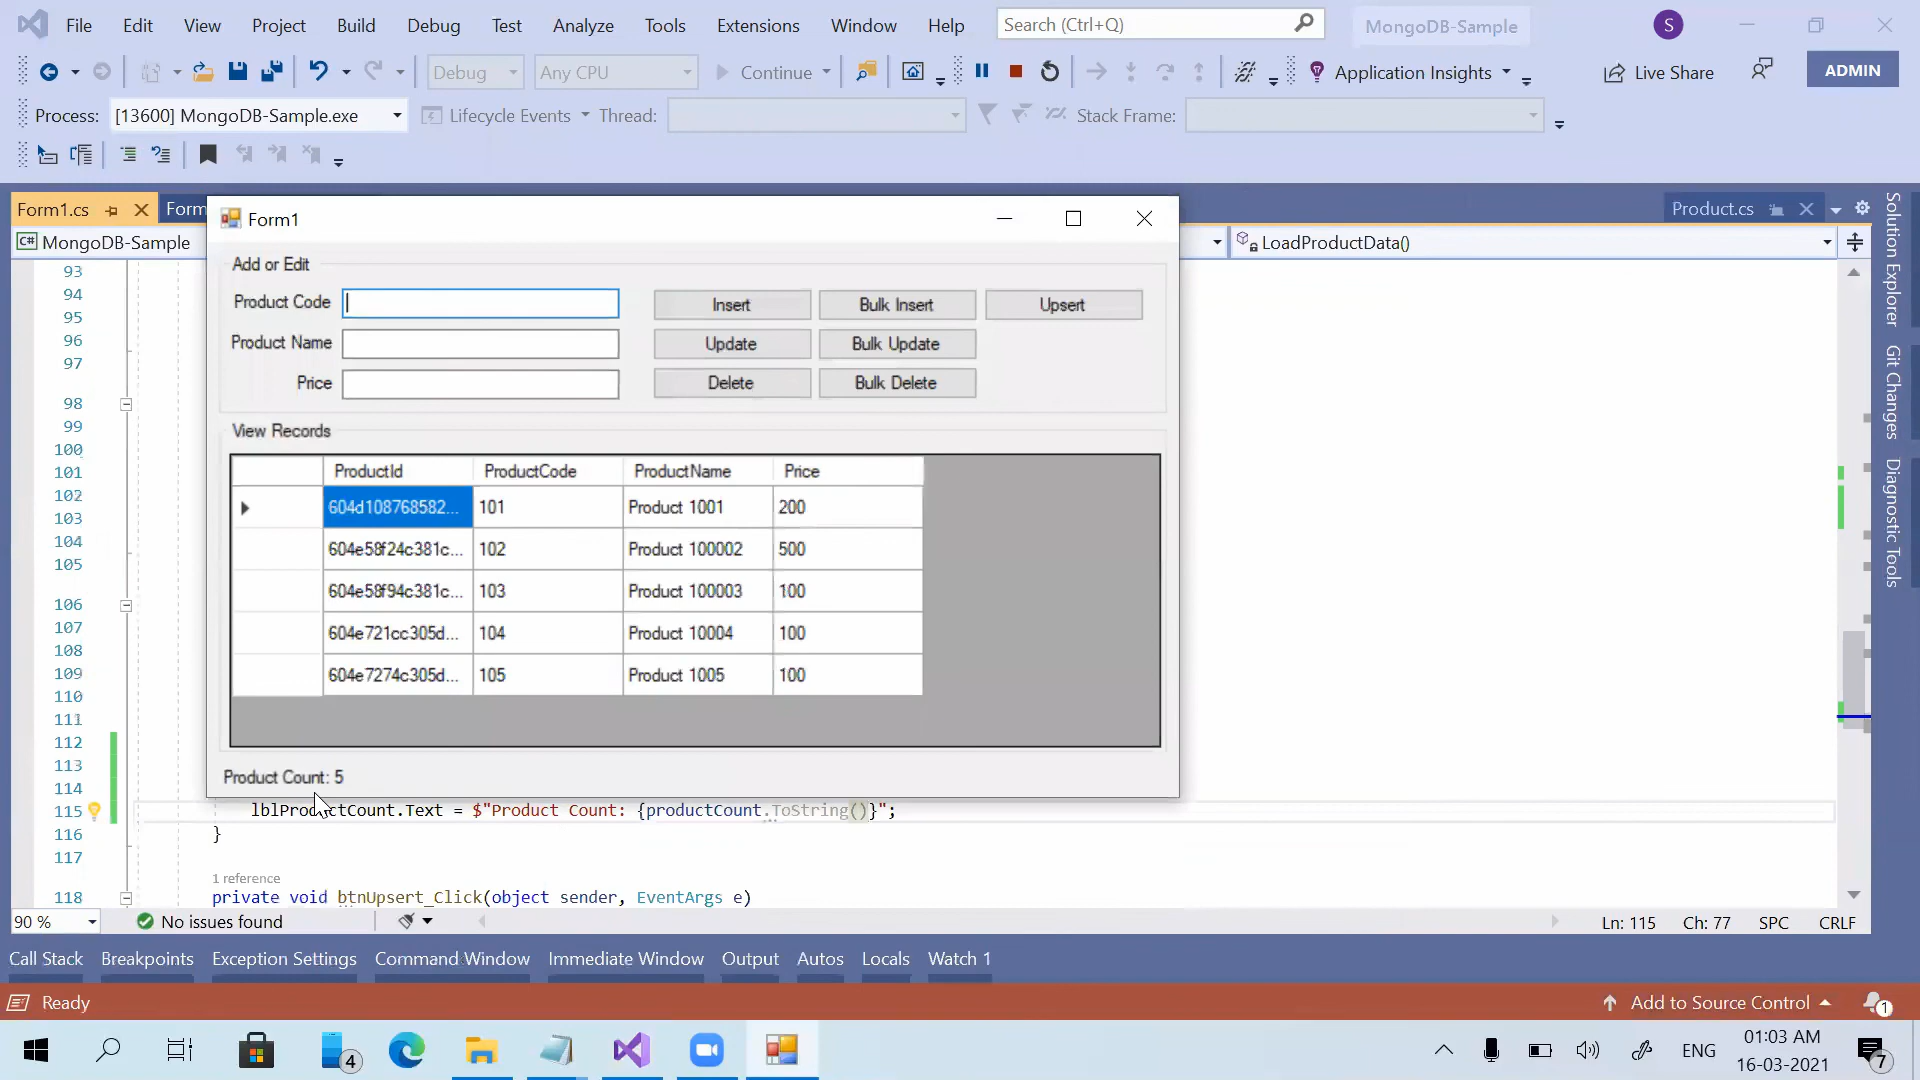 File Edit View Project Build Debug Test Analyze Tools Extensions Window Help Search (Ctrl+Q) MongoDB-Sample S
Debug Any CPU Continue Application Insights Live Share ADMIN
Process: [13600] MongoDB-Sample.exe Lifecycle Events Thread: Stack Frame:
Form1.cs Form Product.cs
C# MongoDB-Sample LoadProductData()
Form1
Add or Edit
Product Code Insert Bulk Insert Upsert
Product Name Update Bulk Update
Price Delete Bulk Delete
View Records
ProductId ProductCode ProductName Price
604d108768582... 101 Product 1001 200
604e58f24c381c... 102 Product 100002 500
604e58f94c381c... 103 Product 100003 100
604e721cc305d... 104 Product 10004 100
604e7274c305d... 105 Product 1005 100
Product Count: 5
93
94
95
96
97
98
99
100
101
102
103
104
105
106
107
108
109
110
111
112
113
114
115 lblProductCount.Text = $"Product Count: {productCount.ToString()}";
116 }
117
1 reference
118 private void btnUpsert_Click(object sender, EventArgs e)
Solution Explorer
Git Changes
Diagnostic Tools
90 % No issues found Ln: 115 Ch: 77 SPC CRLF
Call Stack Breakpoints Exception Settings Command Window Immediate Window Output Autos Locals Watch 1
Ready Add to Source Control 1
4 ENG 01:03 AM 7
16-03-2021